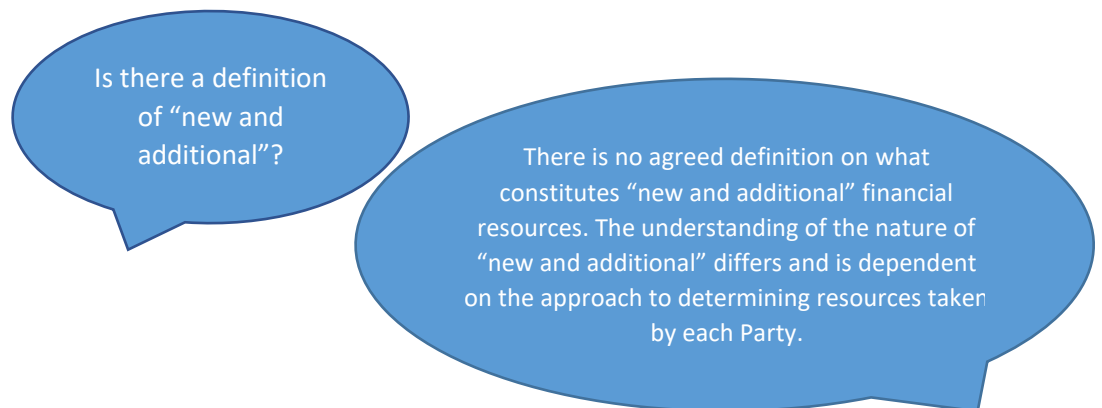 Is there a definition
of “new and
additional”?
There is no agreed definition on what
constitutes “new and additional” financial
resources. The understanding of the nature of
“new and additional” differs and is dependent
on the approach to determining resources taken
by each Party.